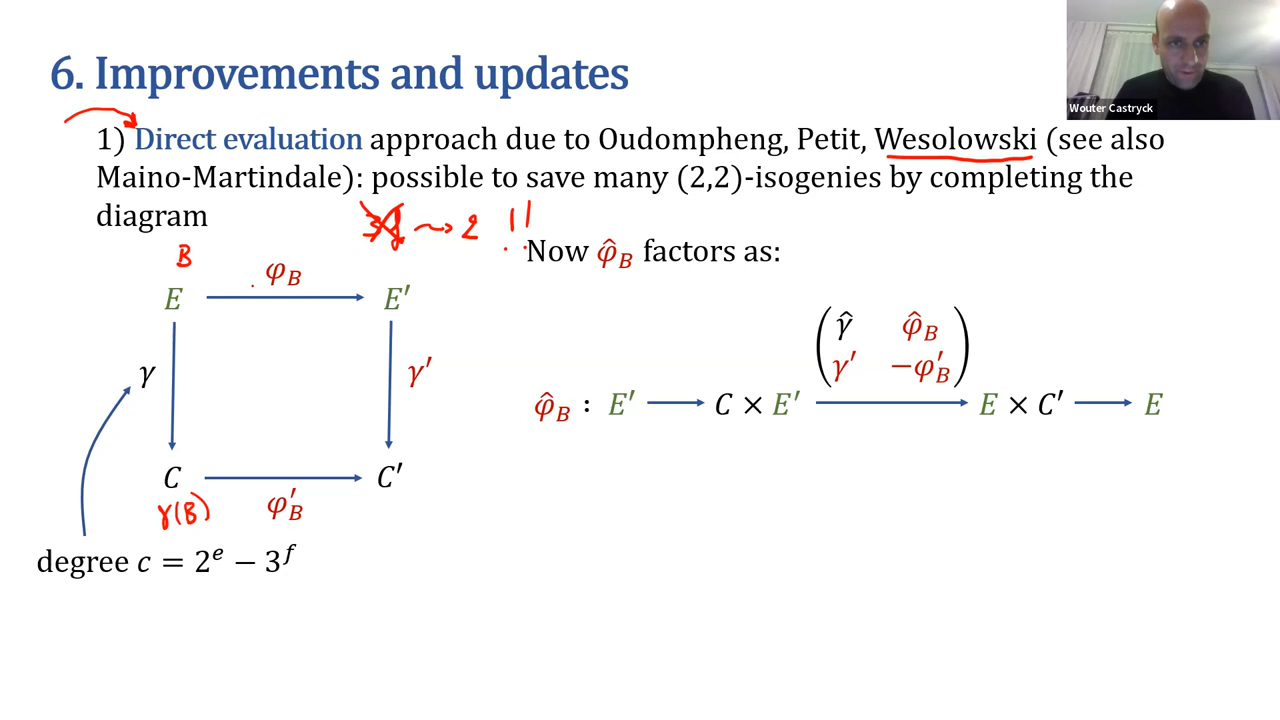 Wouter Castryck
6. Improvements and updates
1) Direct evaluation approach due to Oudompheng, Petit, Wesolowski (see also
Maino-Martindale): possible to save many (2,2)-isogenies by completing the
diagram
⇝ 2 !!
Now φ̂_B factors as:
B
φ_B
E E′
γ γ′
( γ̂ φ̂_B
γ′ −φ′_B )
φ̂_B : E′ ⟶ C × E′ ⟶ E × C′ ⟶ E
C C′
γ(B) φ′_B
degree c = 2^e − 3^f